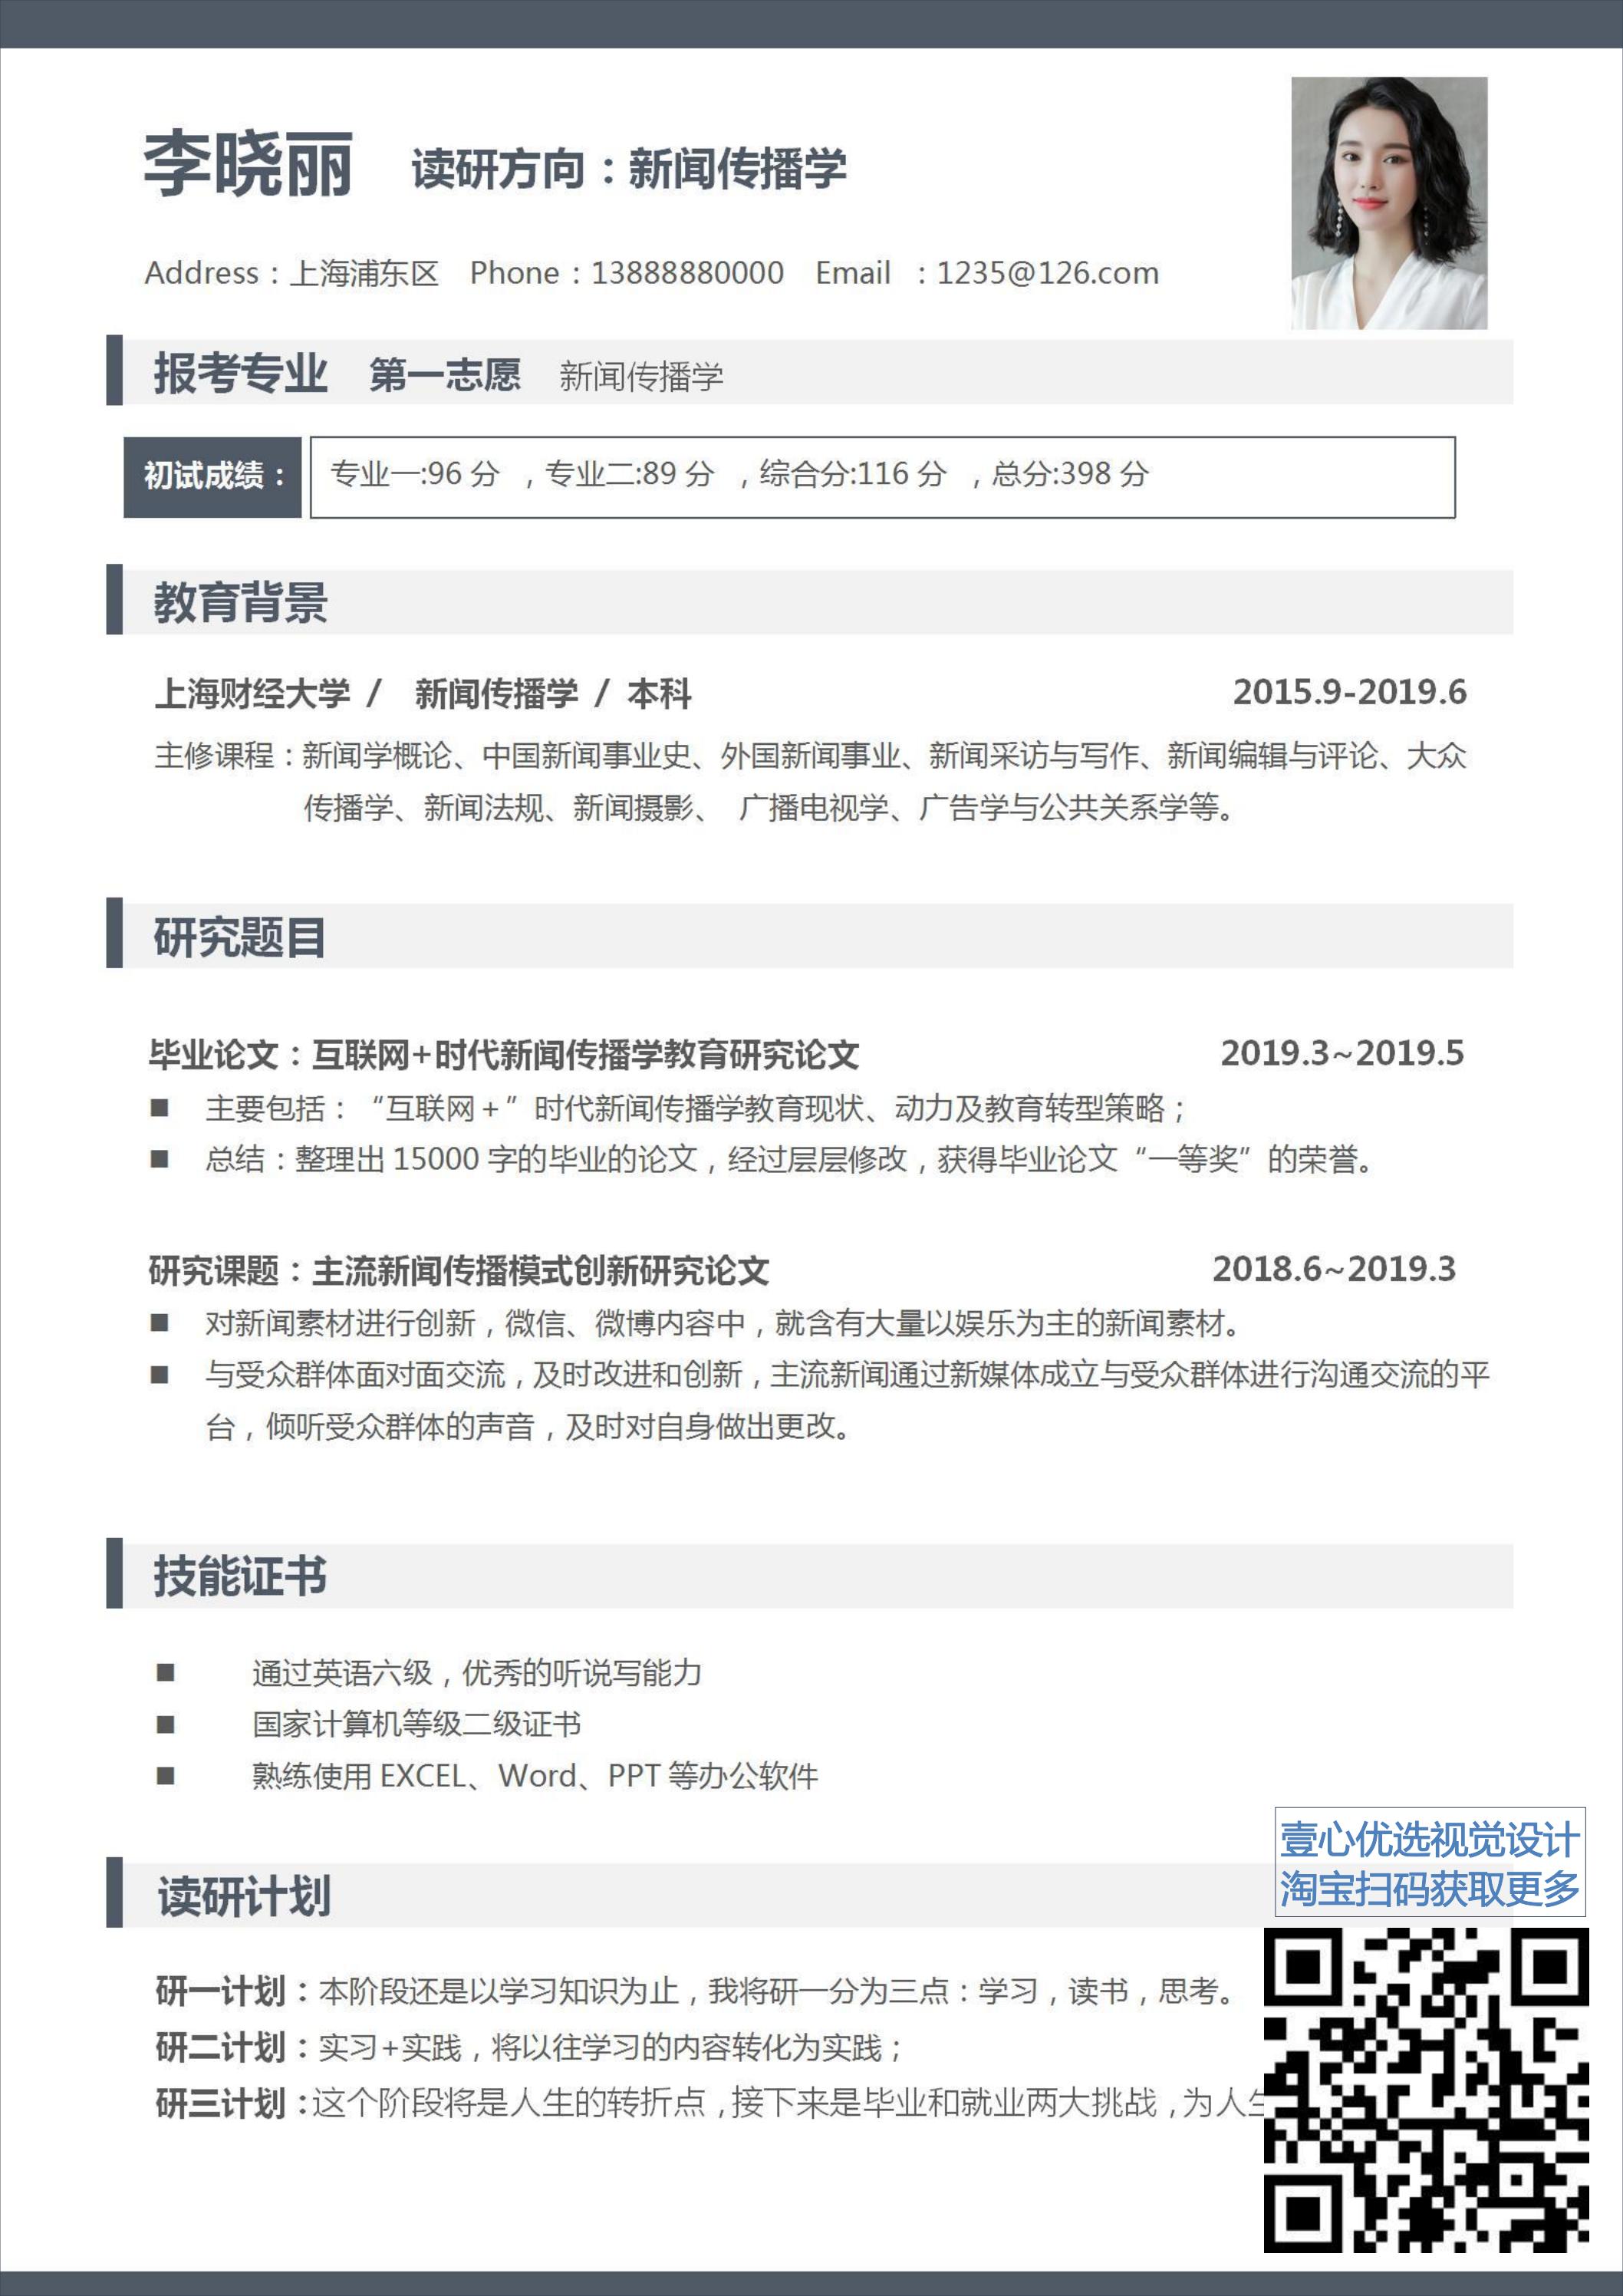 李晓丽 读研方向：新闻传播学
Address：上海浦东区 Phone：13888880000 Email ：1235@126.com
报考专业 第一志愿 新闻传播学
初试成绩： 专业一:96 分 ，专业二:89 分 ，综合分:116 分 ，总分:398 分
教育背景
上海财经大学 / 新闻传播学 / 本科 2015.9-2019.6
主修课程：新闻学概论、中国新闻事业史、外国新闻事业、新闻采访与写作、新闻编辑与评论、大众
传播学、新闻法规、新闻摄影、 广播电视学、广告学与公共关系学等。
研究题目
毕业论文：互联网+时代新闻传播学教育研究论文 2019.3~2019.5
■ 主要包括：“互联网＋”时代新闻传播学教育现状、动力及教育转型策略；
■ 总结：整理出 15000 字的毕业的论文，经过层层修改，获得毕业论文“一等奖”的荣誉。
研究课题：主流新闻传播模式创新研究论文 2018.6~2019.3
■ 对新闻素材进行创新，微信、微博内容中，就含有大量以娱乐为主的新闻素材。
■ 与受众群体面对面交流，及时改进和创新，主流新闻通过新媒体成立与受众群体进行沟通交流的平
台，倾听受众群体的声音，及时对自身做出更改。
技能证书
■ 通过英语六级，优秀的听说写能力
■ 国家计算机等级二级证书
■ 熟练使用 EXCEL、Word、PPT 等办公软件
壹心优选视觉设计
淘宝扫码获取更多
读研计划
研一计划：本阶段还是以学习知识为止，我将研一分为三点：学习，读书，思考。
研二计划：实习+实践，将以往学习的内容转化为实践；
研三计划：这个阶段将是人生的转折点，接下来是毕业和就业两大挑战，为人